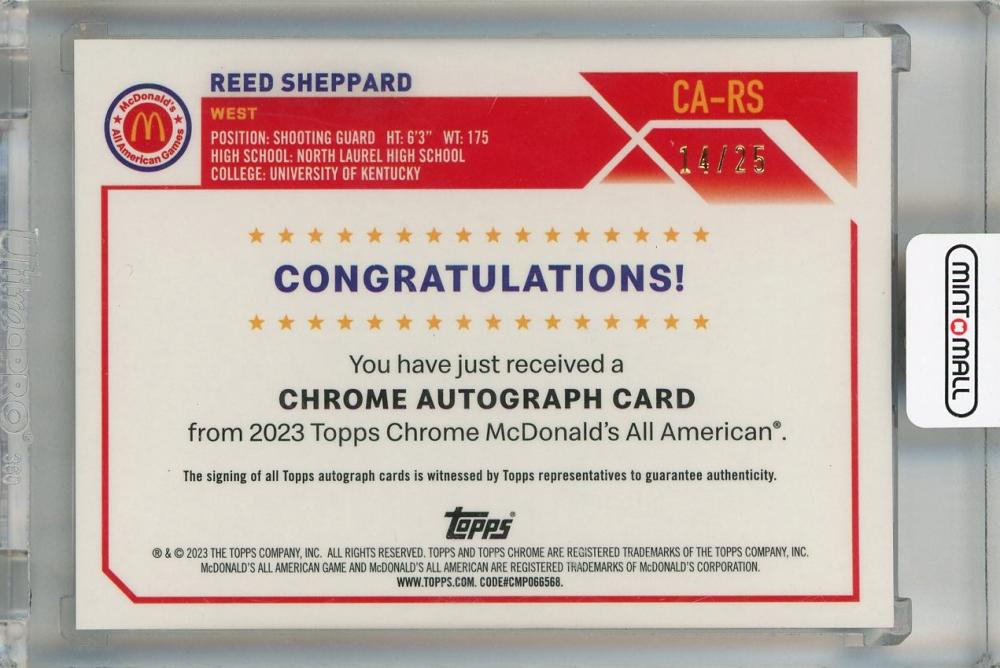 REED SHEPPARD
WEST
POSITION: SHOOTING GUARD HT: 6'3" WT: 175
HIGH SCHOOL: NORTH LAUREL HIGH SCHOOL
COLLEGE: UNIVERSITY OF KENTUCKY
McDonald's
All American Games
CA-RS
14/25
CONGRATULATIONS!
You have just received a
CHROME AUTOGRAPH CARD
from 2023 Topps Chrome McDonald's All American®.
The signing of all Topps autograph cards is witnessed by Topps representatives to guarantee authenticity.
Topps®
® & © 2023 THE TOPPS COMPANY, INC. ALL RIGHTS RESERVED. TOPPS AND TOPPS CHROME ARE REGISTERED TRADEMARKS OF THE TOPPS COMPANY, INC.
McDONALD'S ALL AMERICAN GAME AND McDONALD'S ALL AMERICAN ARE REGISTERED TRADEMARKS OF McDONALD'S CORPORATION.
WWW.TOPPS.COM. CODE#CMP066568.
MINT MALL